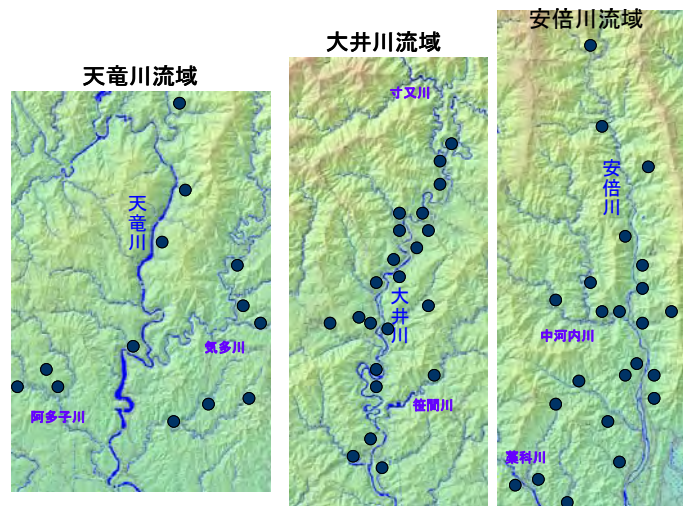 天竜川流域
天竜川
気多川
阿多子川
大井川流域
寸又川
大井川
笹間川
安倍川流域
安倍川
中河内川
藁科川